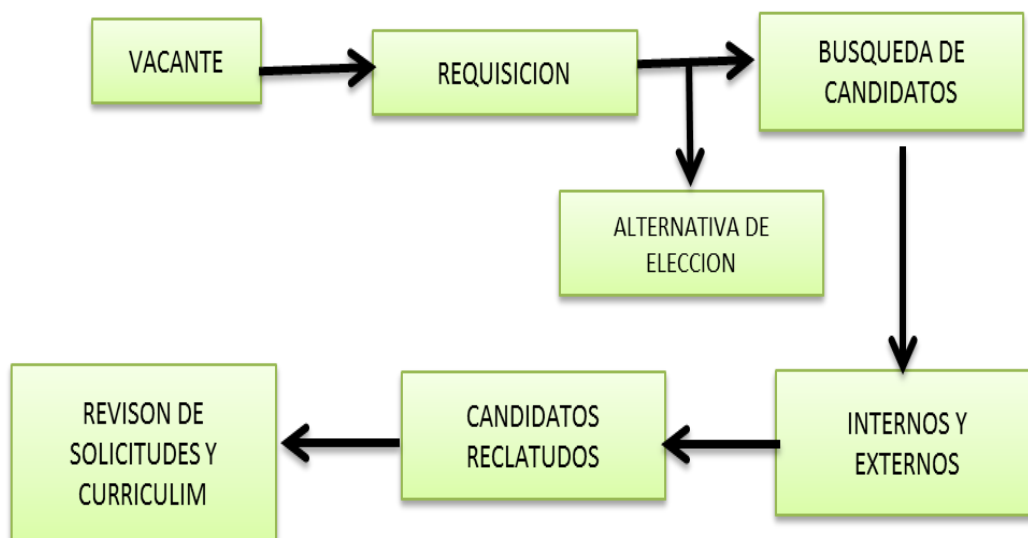 VACANTE
REQUISICION
BUSQUEDA DE
CANDIDATOS
ALTERNATIVA DE
ELECCION
INTERNOS Y
EXTERNOS
CANDIDATOS
RECLATUDOS
REVISON DE
SOLICITUDES Y
CURRICULIM